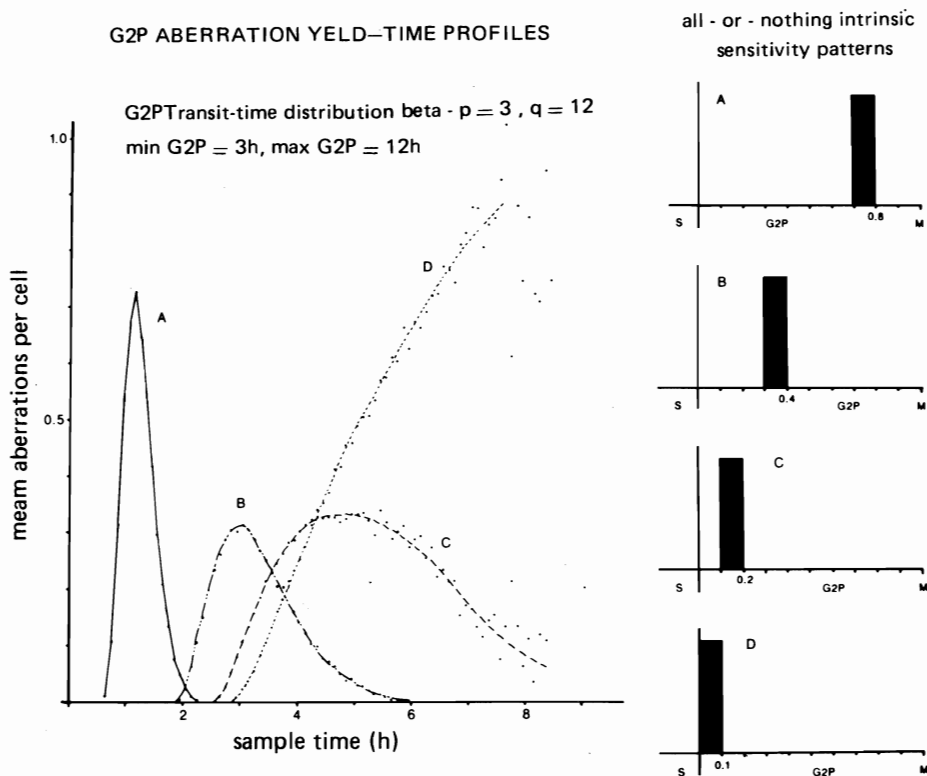 G2P ABERRATION YELD—TIME PROFILES
G2PTransit-time distribution beta - p = 3 , q = 12
min G2P = 3h, max G2P = 12h
meam aberrations per cell
1.0
0.5
A
B
C
D
2
4
6
8
sample time (h)
all - or - nothing intrinsic
sensitivity patterns
A
S
G2P
0.8
M
B
S
0.4
G2P
M
C
S
0.2
G2P
M
D
S
0.1
G2P
M